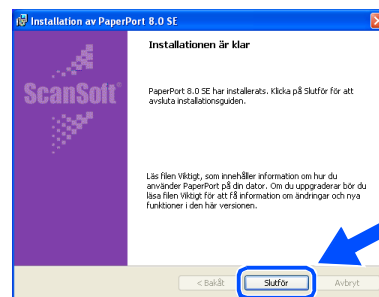 Installation av PaperPort 8.0 SE
Installationen är klar
ScanSoft®
PaperPort 8.0 SE har installerats. Klicka på Slutför för att
avsluta installationsguiden.
Läs filen Viktigt, som innehåller information om hur du
använder PaperPort på din dator. Om du uppgraderar bör du
läsa filen Viktigt för att få information om ändringar och nya
funktioner i den här versionen.
< Bakåt
Slutför
Avbryt